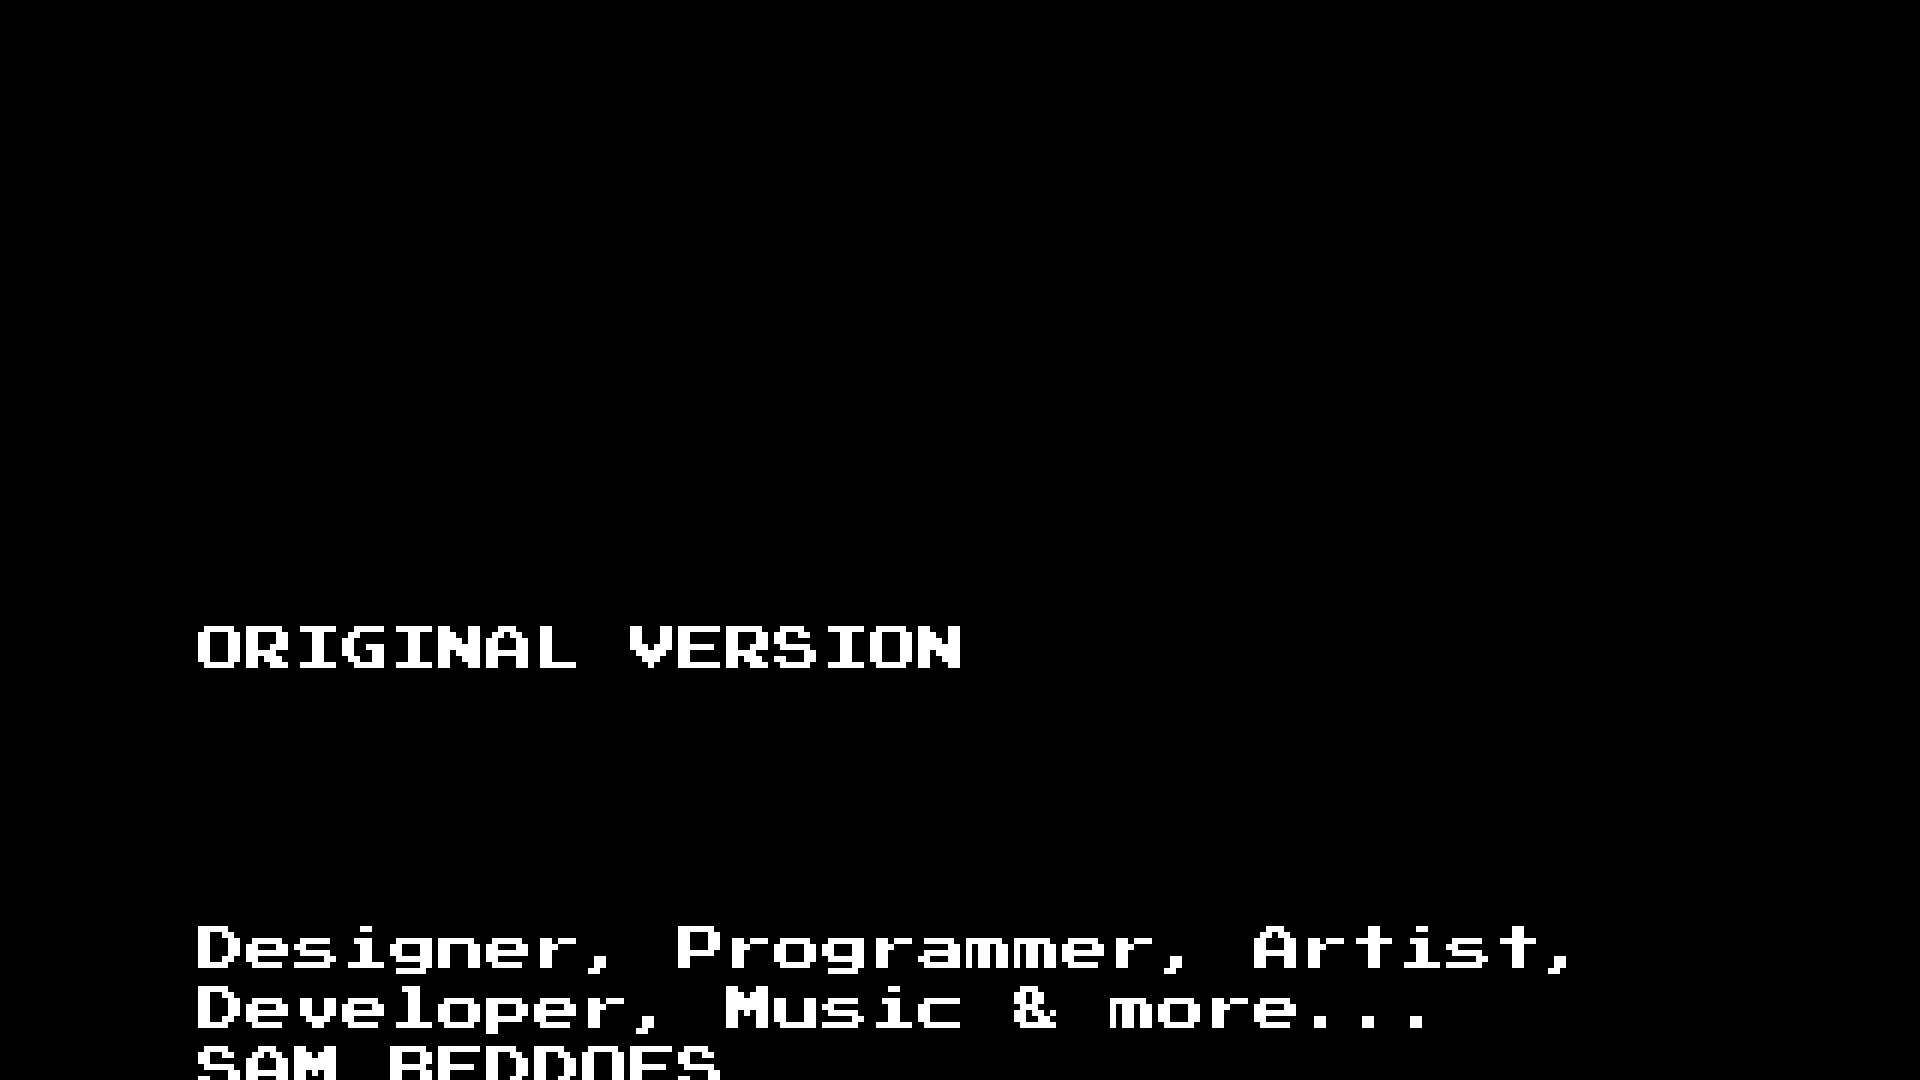 ORIGINAL VERSION
Designer, Programmer, Artist,
Developer, Music & more...
SAM BEDDOES